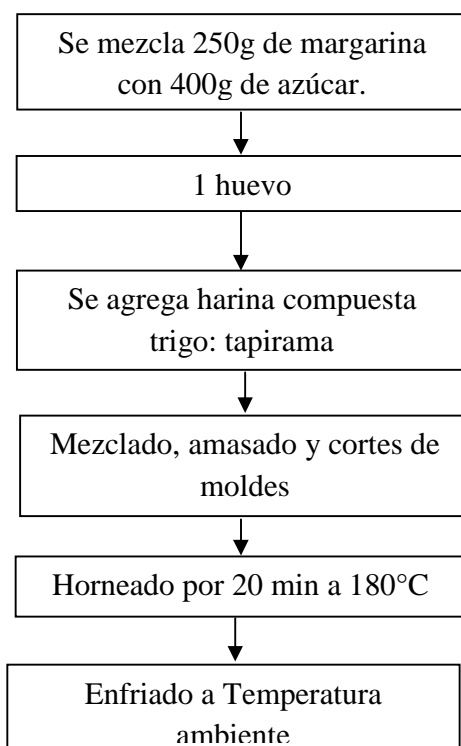 Se mezcla 250g de margarina
con 400g de azúcar.
1 huevo
Se agrega harina compuesta
trigo: tapirama
Mezclado, amasado y cortes de
moldes
Horneado por 20 min a 180°C
Enfriado a Temperatura
ambiente